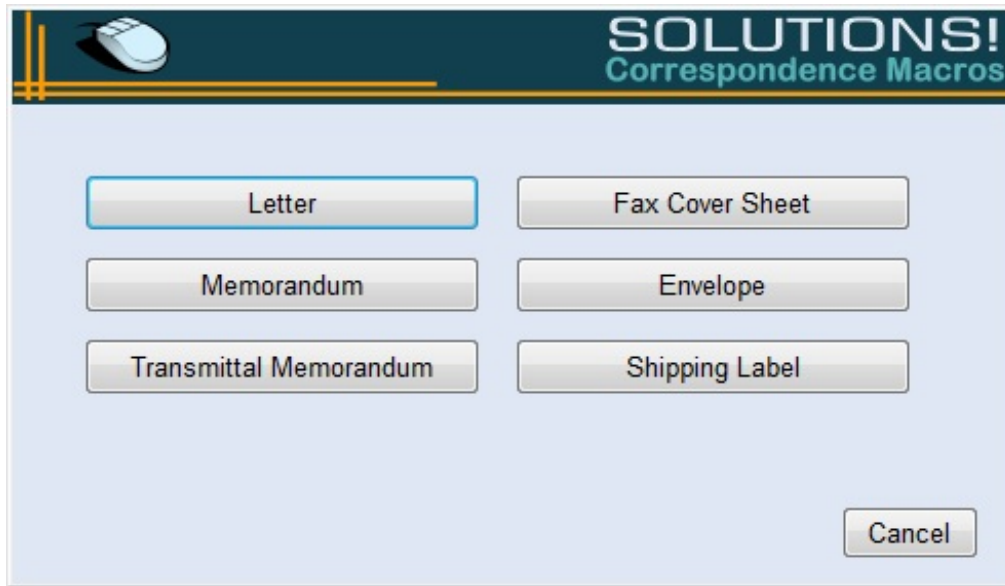 SOLUTIONS!
Correspondence Macros
Letter
Fax Cover Sheet
Memorandum
Envelope
Transmittal Memorandum
Shipping Label
Cancel